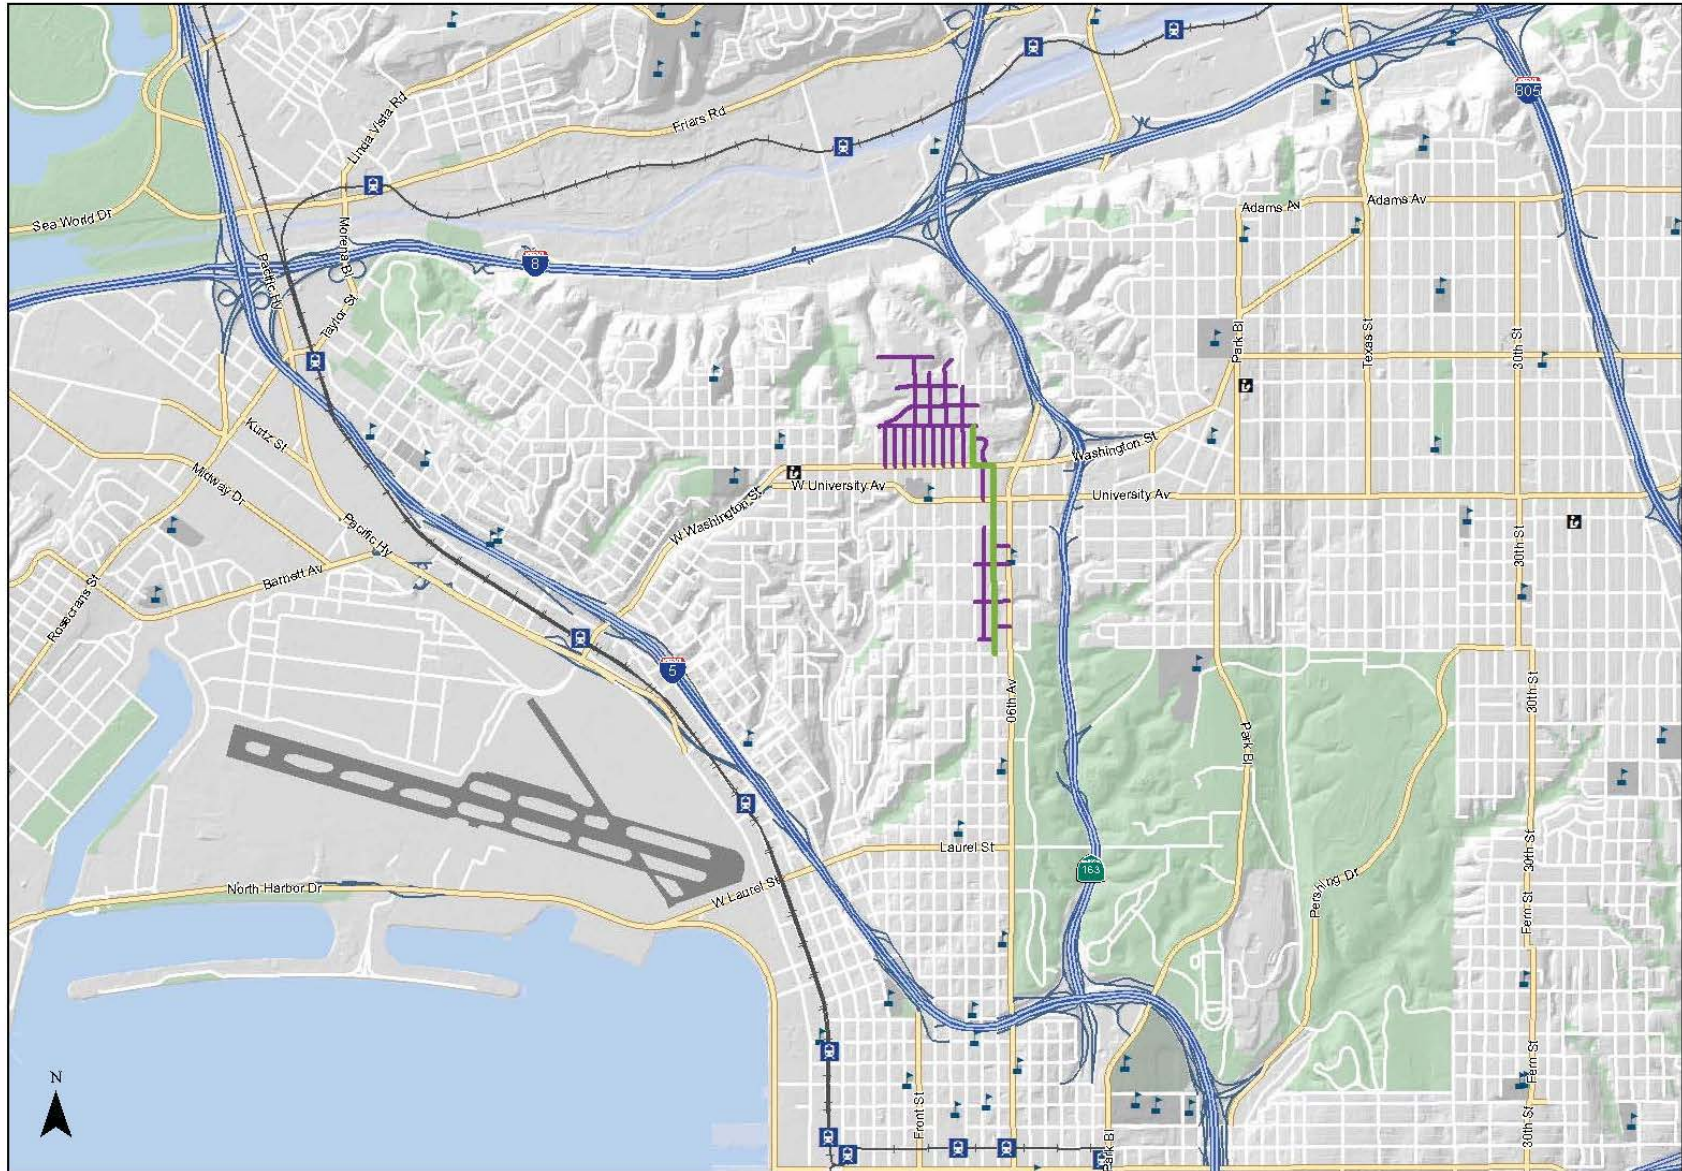 805
Linda Vista Rd
Friars Rd
Sea World Dr
Morena Bl
Adams Av
Adams Av
8
Pacific Hy
Taylor St
Park Bl
Texas St
30th St
Kurtz St
Midway Dr
Washington St
W University Av
University Av
W Washington St
Pacific Hy
Barnett Av
Rosecrans St
30th St
5
06th Av
30th St
Park Bl
Laurel St
163
30th St
North Harbor Dr
W Laurel St
Pershing Dr
Fern St
N
Front St
Fern St
Park Bl
30th St